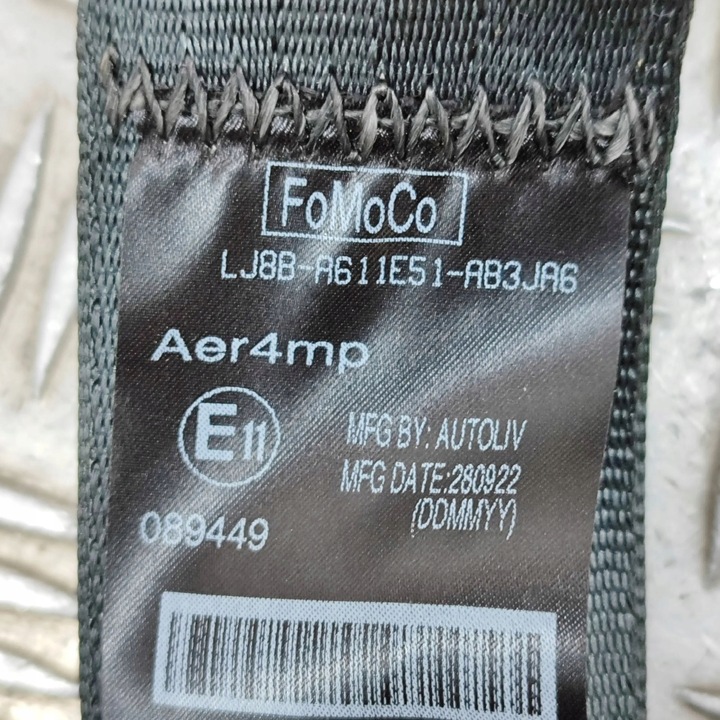 FoMoCo
LJ8B-A611E51-AB3JA6
Aer4mp
E11
MFG BY: AUTOLIV
MFG DATE:280922
(DDMMYY)
089449